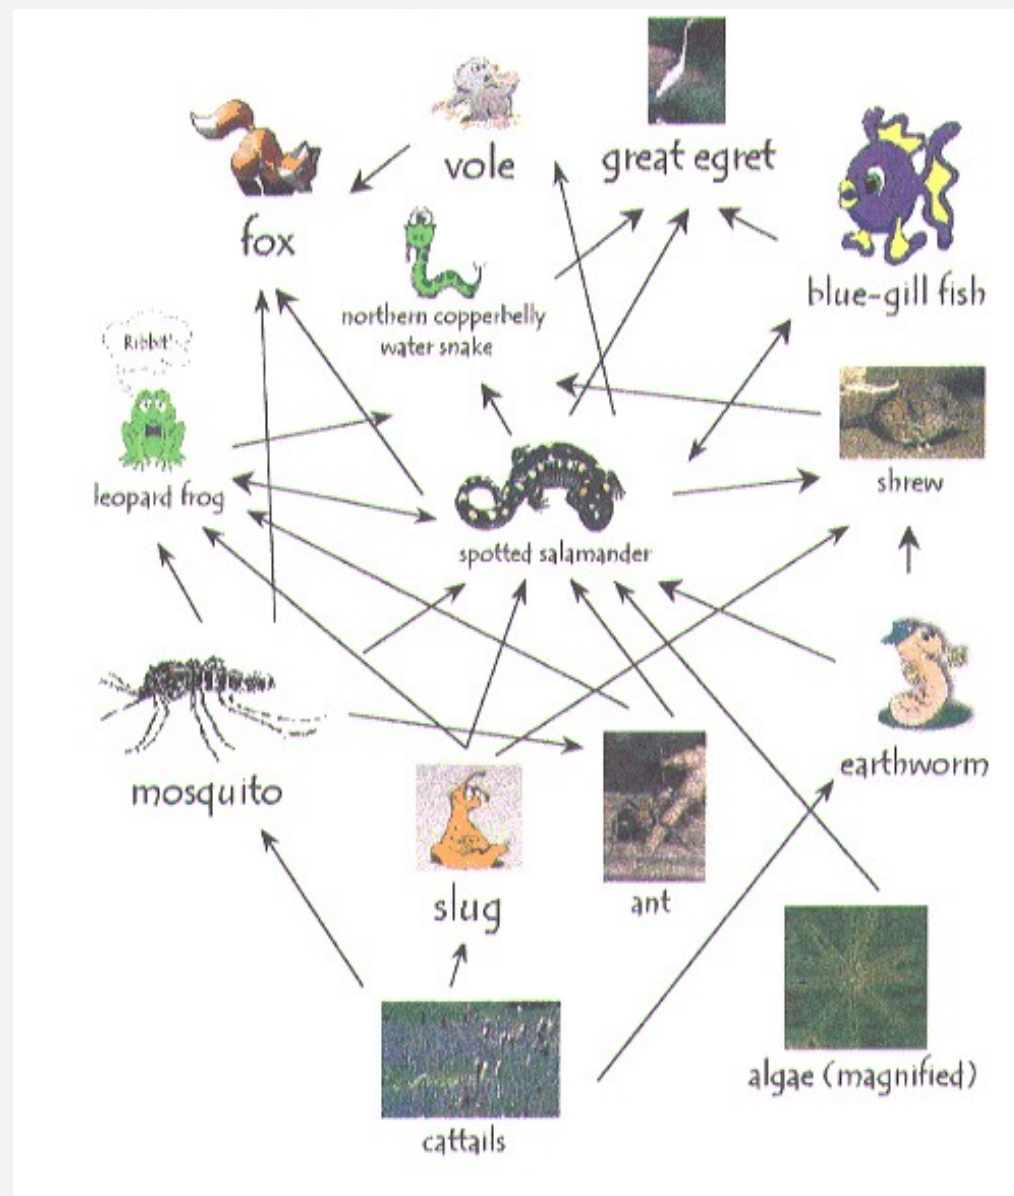 vole
great egret
fox
blue-gill fish
northern copperbelly
water snake
Ribbit!
shrew
leopard frog
spotted salamander
earthworm
mosquito
slug
ant
algae (magnified)
cattails